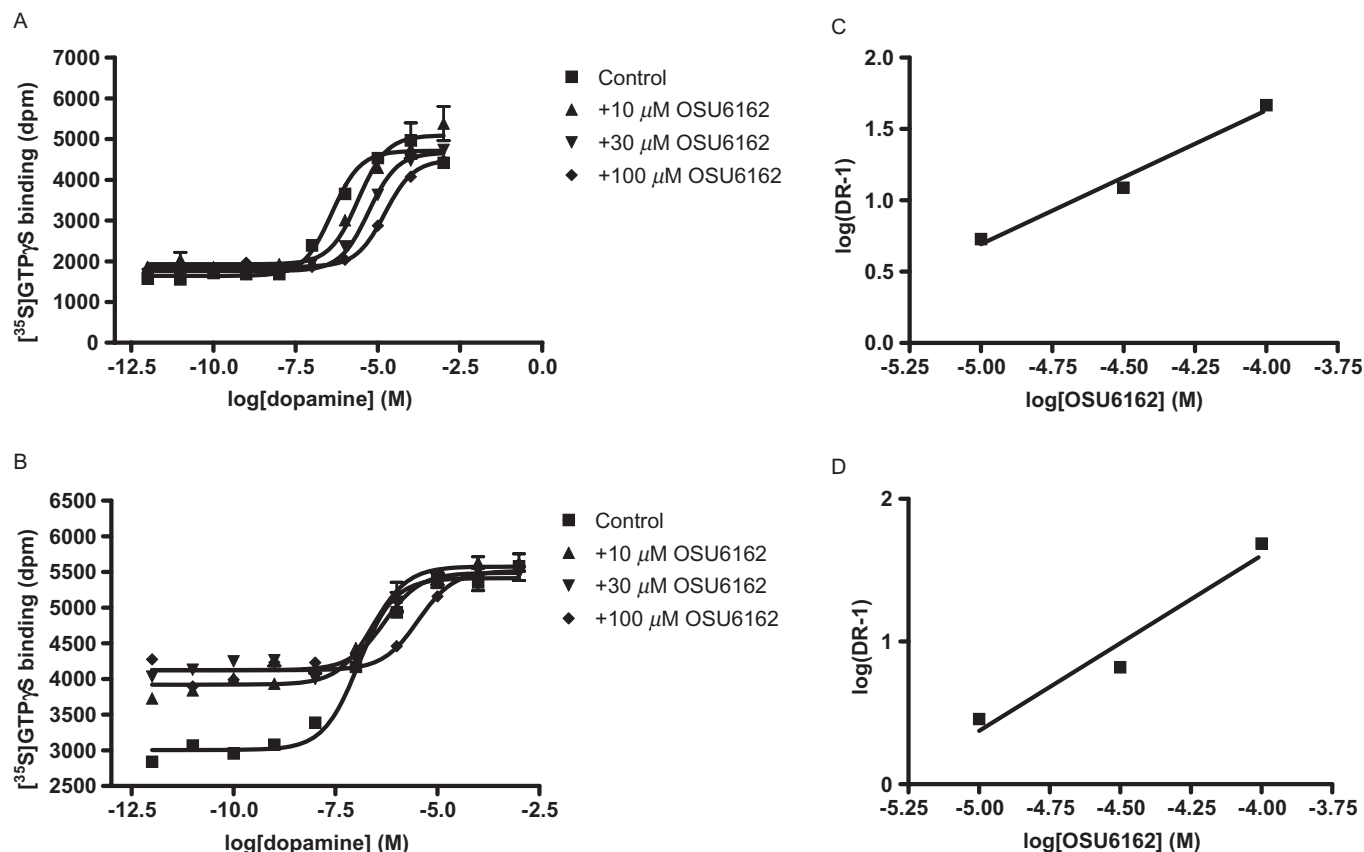 A
7000
6000
5000
4000
3000
2000
1000
0
[³⁵S]GTPγS binding (dpm)
-12.5 -10.0 -7.5 -5.0 -2.5 0.0
log[dopamine] (M)
Control
+10 μM OSU6162
+30 μM OSU6162
+100 μM OSU6162
C
2.0
1.5
1.0
0.5
0.0
log(DR-1)
-5.25 -5.00 -4.75 -4.50 -4.25 -4.00 -3.75
log[OSU6162] (M)
B
6500
6000
5500
5000
4500
4000
3500
3000
2500
[³⁵S]GTPγS binding (dpm)
-12.5 -10.0 -7.5 -5.0 -2.5
log[dopamine] (M)
Control
+10 μM OSU6162
+30 μM OSU6162
+100 μM OSU6162
D
2
1
0
log(DR-1)
-5.25 -5.00 -4.75 -4.50 -4.25 -4.00 -3.75
log[OSU6162] (M)